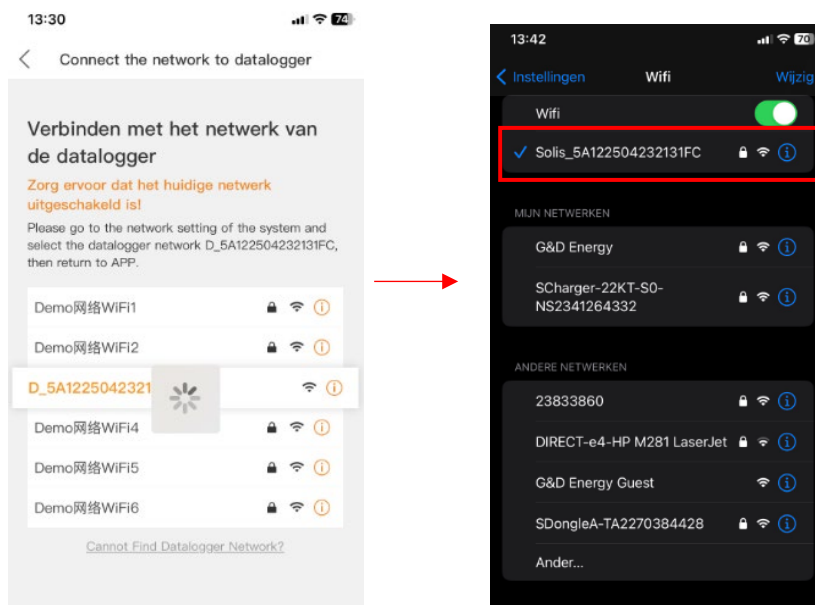 13:30
74
Connect the network to datalogger
Verbinden met het netwerk van
de datalogger
Zorg ervoor dat het huidige netwerk
uitgeschakeld is!
Please go to the network setting of the system and
select the datalogger network D_5A122504232131FC,
then return to APP.
Demo网络WiFi1
Demo网络WiFi2
D_5A1225042321
Demo网络WiFi4
Demo网络WiFi5
Demo网络WiFi6
Cannot Find Datalogger Network?
13:42
70
Instellingen
Wifi
Wijzig
Wifi
Solis_5A122504232131FC
MIJN NETWERKEN
G&D Energy
SCharger-22KT-S0-
NS2341264332
ANDERE NETWERKEN
23833860
DIRECT-e4-HP M281 LaserJet
G&D Energy Guest
SDongleA-TA2270384428
Ander...